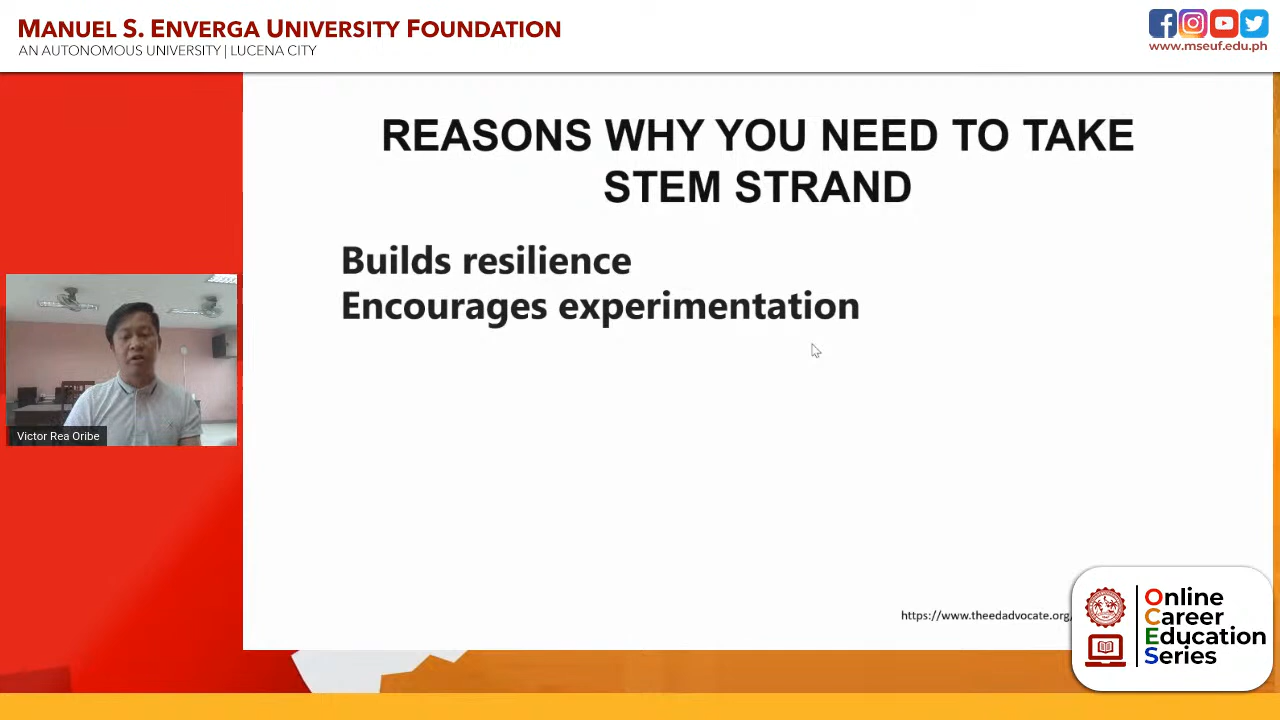 MANUEL S. ENVERGA UNIVERSITY FOUNDATION
AN AUTONOMOUS UNIVERSITY | LUCENA CITY
www.mseuf.edu.ph
REASONS WHY YOU NEED TO TAKE
STEM STRAND
Builds resilience
Encourages experimentation
Victor Rea Oribe
https://www.theedadvocate.org/
Online
Career
Education
Series